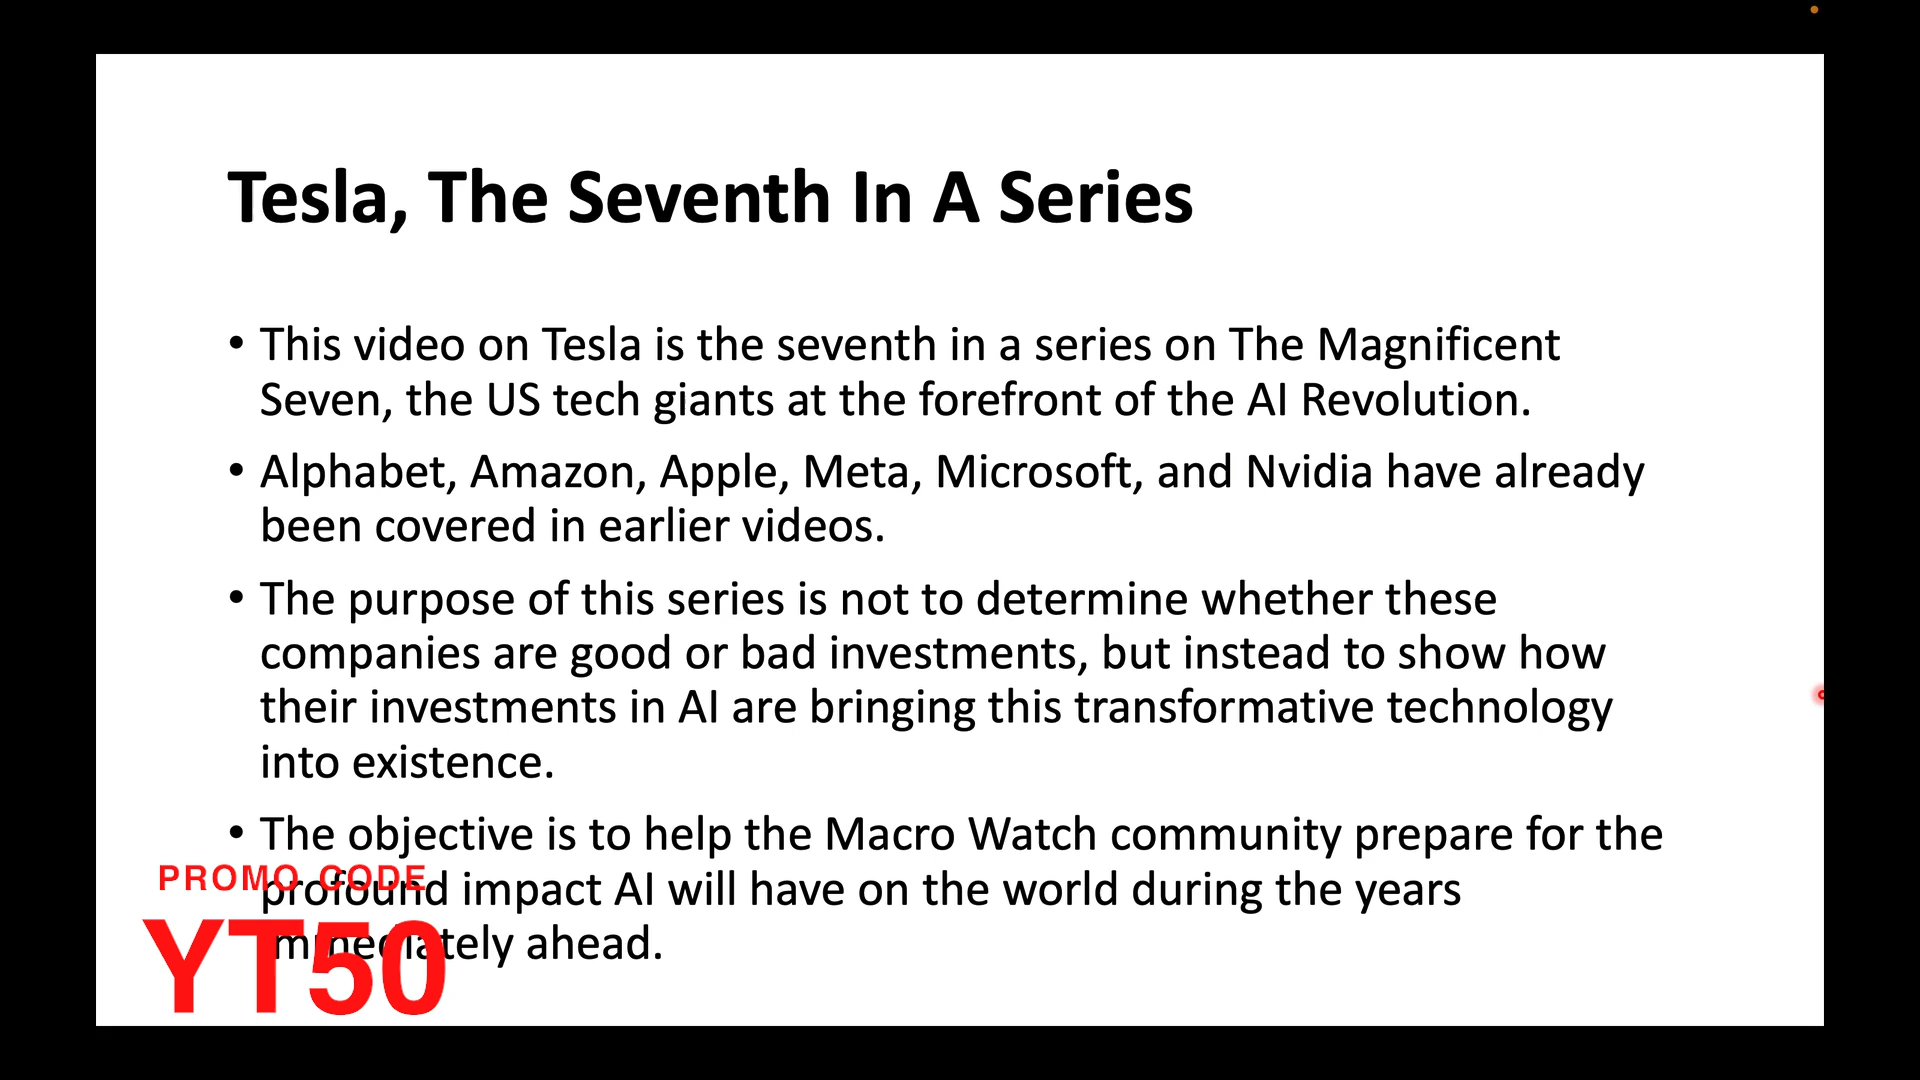 Tesla, The Seventh In A Series
• This video on Tesla is the seventh in a series on The Magnificent
Seven, the US tech giants at the forefront of the AI Revolution.
• Alphabet, Amazon, Apple, Meta, Microsoft, and Nvidia have already
been covered in earlier videos.
• The purpose of this series is not to determine whether these
companies are good or bad investments, but instead to show how
their investments in AI are bringing this transformative technology
into existence.
• The objective is to help the Macro Watch community prepare for the
profound impact AI will have on the world during the years
immediately ahead.
PROMO CODE
YT50